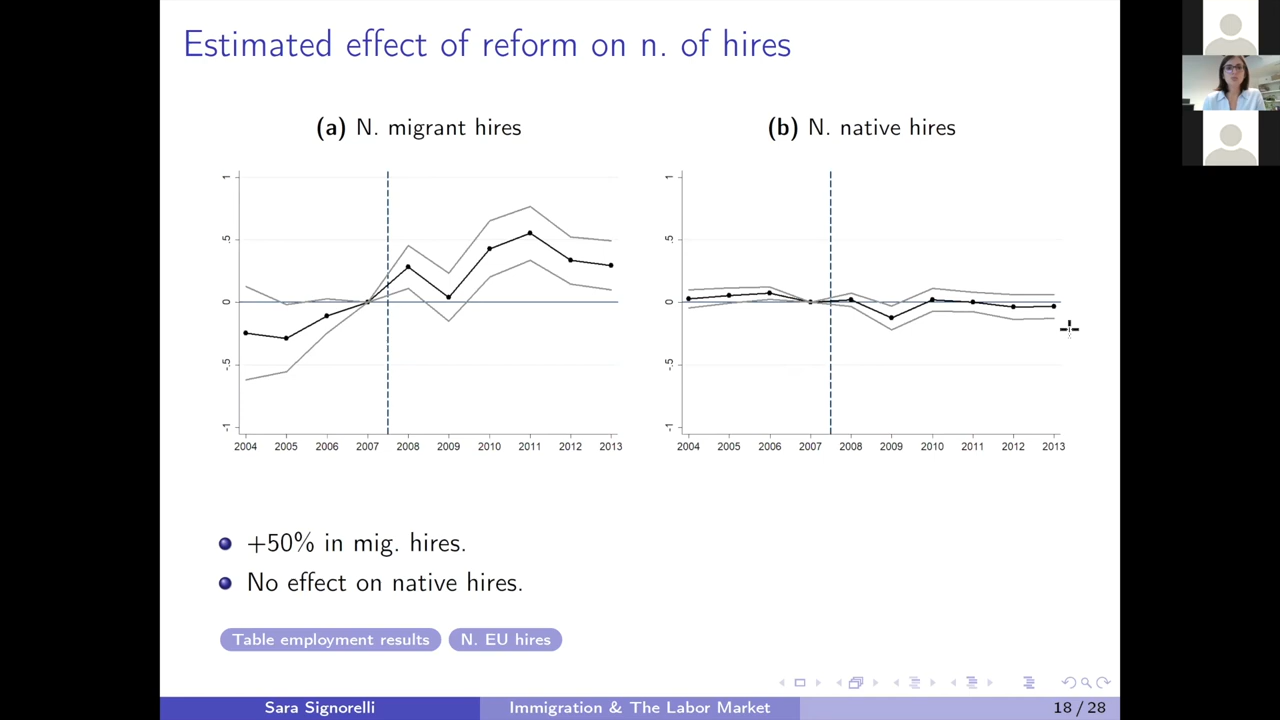 Estimated effect of reform on n. of hires
(a) N. migrant hires
1
.5
0
-.5
-1
2004 2005 2006 2007 2008 2009 2010 2011 2012 2013
(b) N. native hires
1
.5
0
-.5
-1
2004 2005 2006 2007 2008 2009 2010 2011 2012 2013
+50% in mig. hires.
No effect on native hires.
Table employment results N. EU hires
Sara Signorelli Immigration & The Labor Market 18 / 28